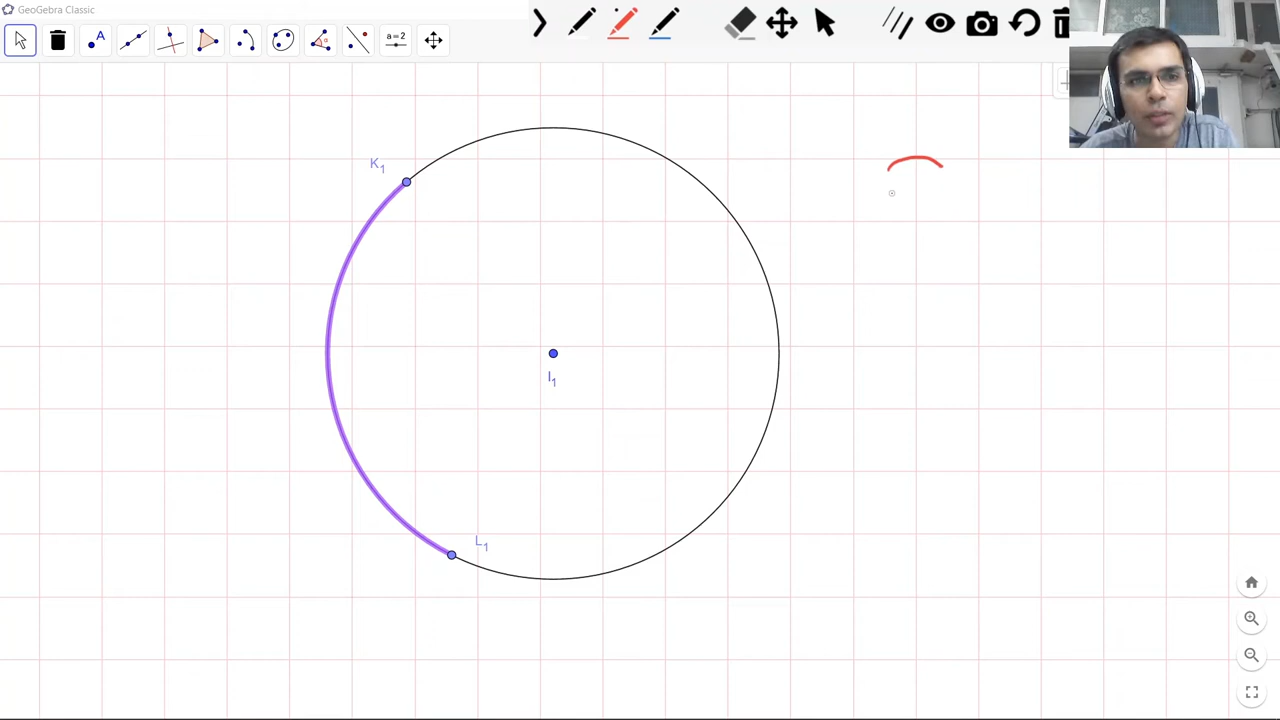 GeoGebra Classic
A
α
a=2
K₁
I₁
L₁